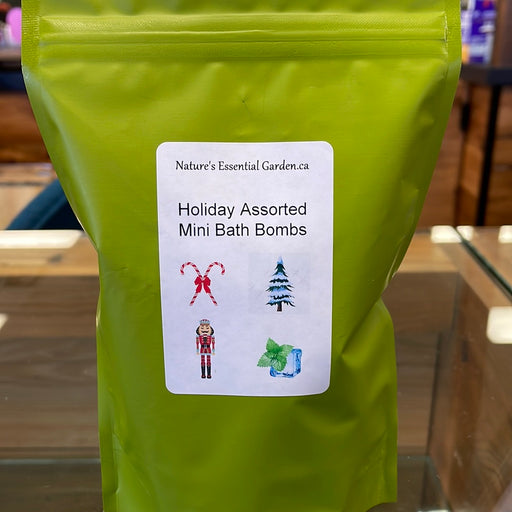 Nature's Essential Garden.ca
Holiday Assorted
Mini Bath Bombs